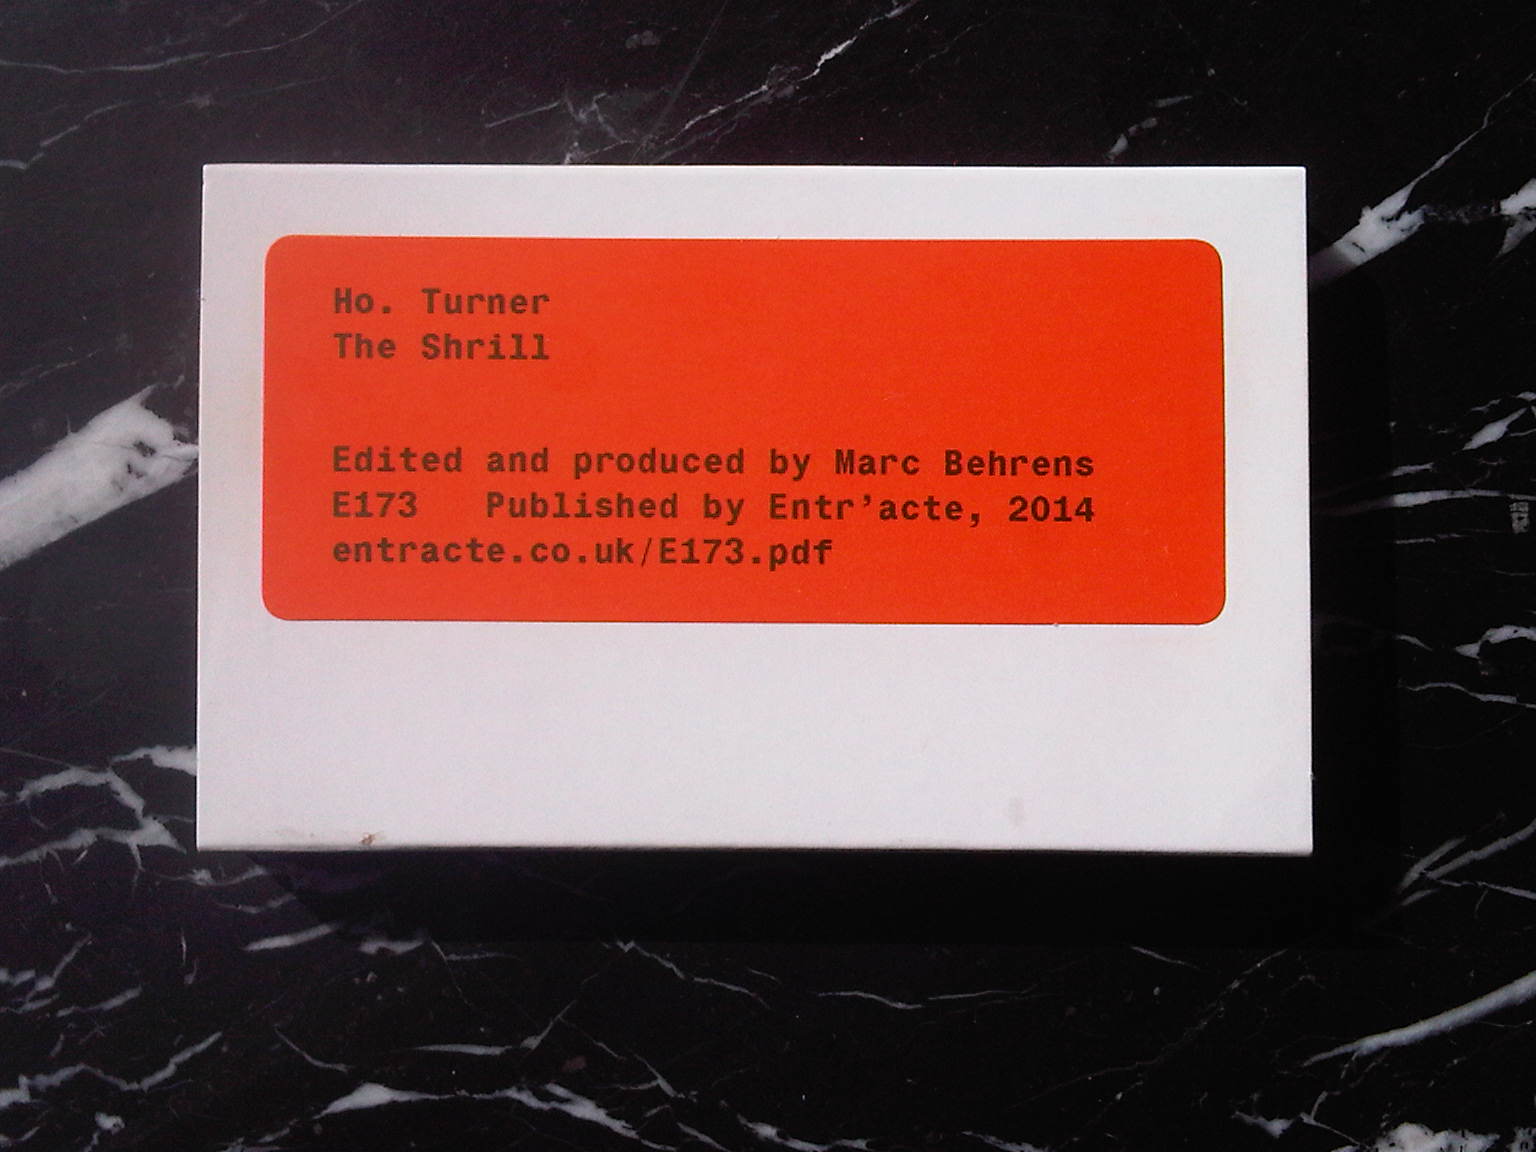 Ho. Turner
The Shrill
Edited and produced by Marc Behrens
E173   Published by Entr’acte, 2014
entracte.co.uk/E173.pdf